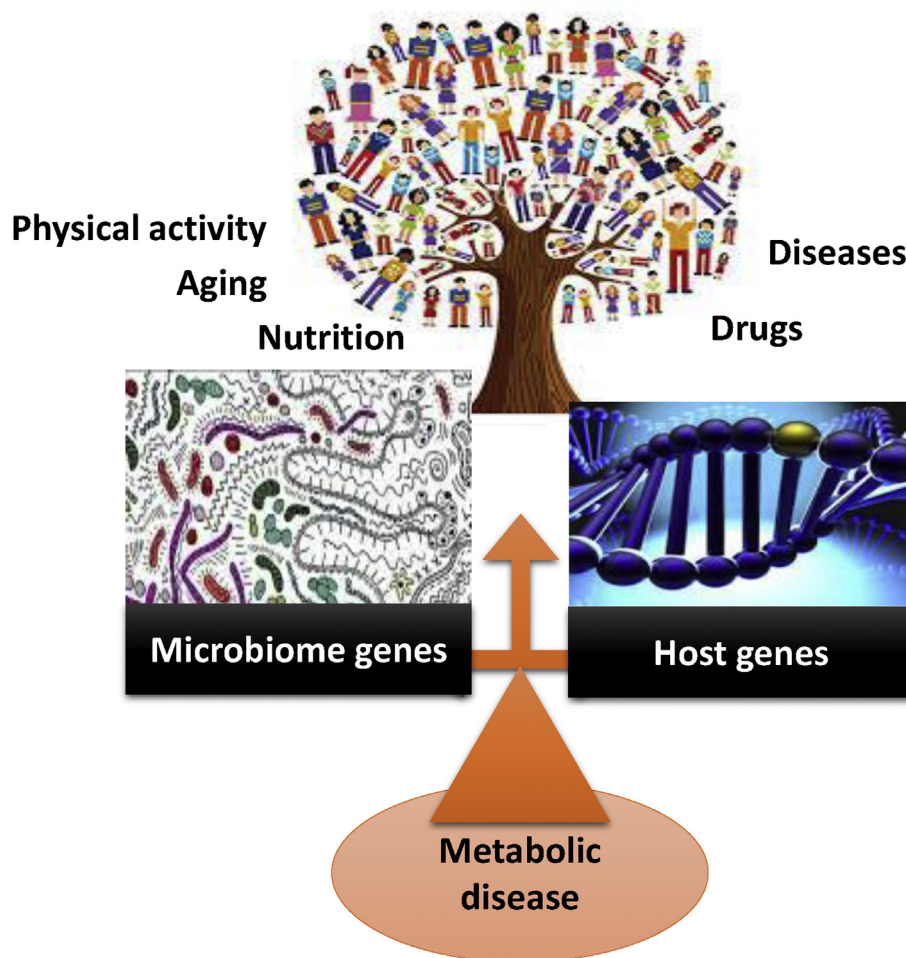 Physical activity
Aging
Nutrition
Diseases
Drugs
Microbiome genes
Host genes
Metabolic
disease